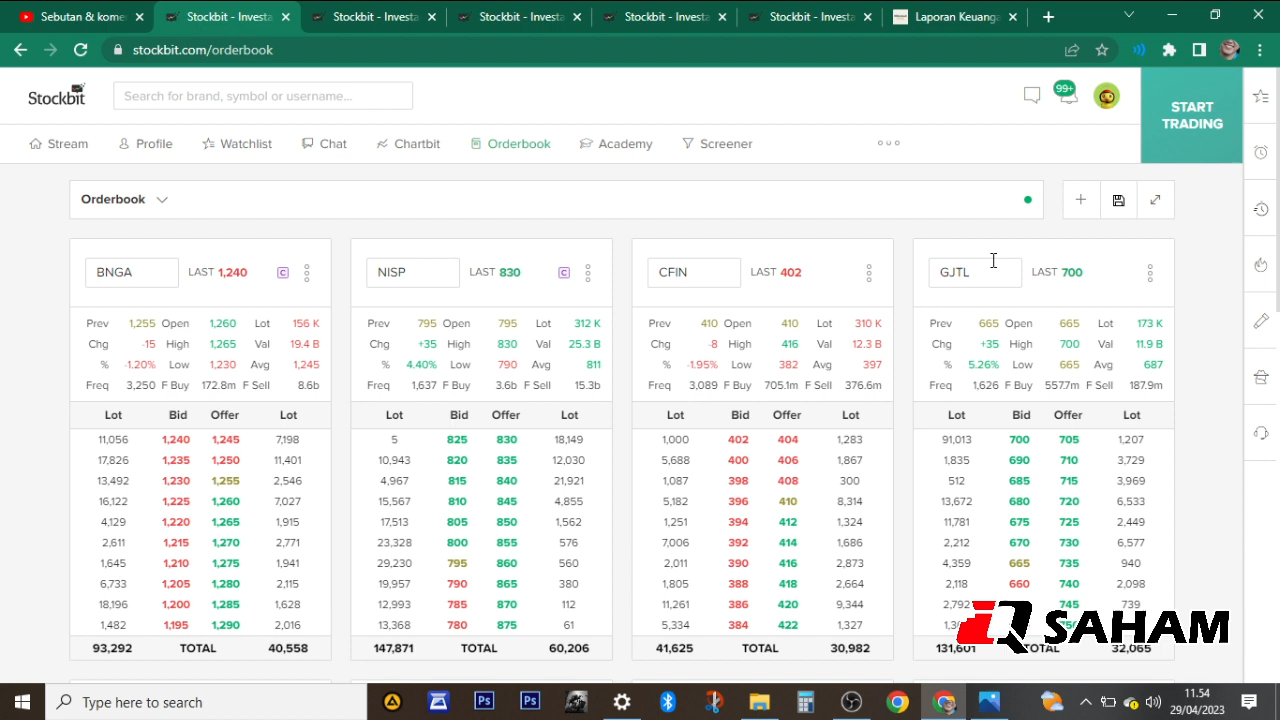 Sebutan & kome
Stockbit - Investa
Stockbit - Investa
Stockbit - Investa
Stockbit - Investa
Stockbit - Investa
Laporan Keuanga
stockbit.com/orderbook
Stockbit
Search for brand, symbol or username...
99+
START
TRADING
Stream
Profile
Watchlist
Chat
Chartbit
Orderbook
Academy
Screener
Orderbook
BNGA LAST 1,240 C
Prev 1,255 Open 1,260 Lot 156 K
Chg -15 High 1,265 Val 19.4 B
% -1.20% Low 1,230 Avg 1,245
Freq 3,250 F Buy 172.8m F Sell 8.6b
Lot Bid Offer Lot
11,056 1,240 1,245 7,198
17,826 1,235 1,250 11,401
13,492 1,230 1,255 2,546
16,122 1,225 1,260 7,027
4,129 1,220 1,265 1,915
2,611 1,215 1,270 2,771
1,645 1,210 1,275 1,941
6,733 1,205 1,280 2,115
18,196 1,200 1,285 1,628
1,482 1,195 1,290 2,016
93,292 TOTAL 40,558
NISP LAST 830 C
Prev 795 Open 795 Lot 312 K
Chg +35 High 830 Val 25.3 B
% 4.40% Low 790 Avg 811
Freq 1,637 F Buy 3.6b F Sell 15.3b
Lot Bid Offer Lot
5 825 830 18,149
10,943 820 835 12,030
4,967 815 840 21,921
15,567 810 845 4,855
17,513 805 850 1,562
23,328 800 855 576
29,230 795 860 560
19,957 790 865 380
12,993 785 870 112
13,368 780 875 61
147,871 TOTAL 60,206
CFIN LAST 402
Prev 410 Open 410 Lot 310 K
Chg -8 High 416 Val 12.3 B
% -1.95% Low 382 Avg 397
Freq 3,089 F Buy 705.1m F Sell 376.6m
Lot Bid Offer Lot
1,000 402 404 1,283
5,688 400 406 1,867
1,087 398 408 300
5,182 396 410 8,314
1,251 394 412 1,324
7,006 392 414 1,686
2,011 390 416 2,873
1,805 388 418 2,664
11,261 386 420 9,344
5,334 384 422 1,327
41,625 TOTAL 30,982
GJTL LAST 700
Prev 665 Open 665 Lot 173 K
Chg +35 High 700 Val 11.9 B
% 5.26% Low 665 Avg 687
Freq 1,626 F Buy 557.7m F Sell 187.9m
Lot Bid Offer Lot
91,013 700 705 1,207
1,835 690 710 3,729
512 685 715 3,969
13,672 680 720 6,533
11,781 675 725 2,449
2,212 670 730 6,577
4,359 665 735 940
2,118 660 740 2,098
745 739
131,601 TOTAL 32,065
IQ SAHAM
Type here to search
Ps
Ps
11.54
29/04/2023